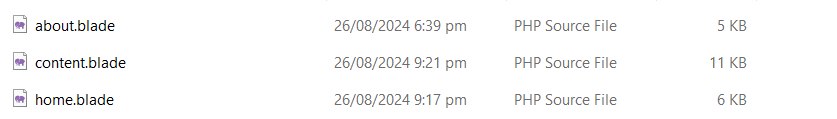 about.blade 26/08/2024 6:39 pm PHP Source File 5 KB
content.blade 26/08/2024 9:21 pm PHP Source File 11 KB
home.blade 26/08/2024 9:17 pm PHP Source File 6 KB